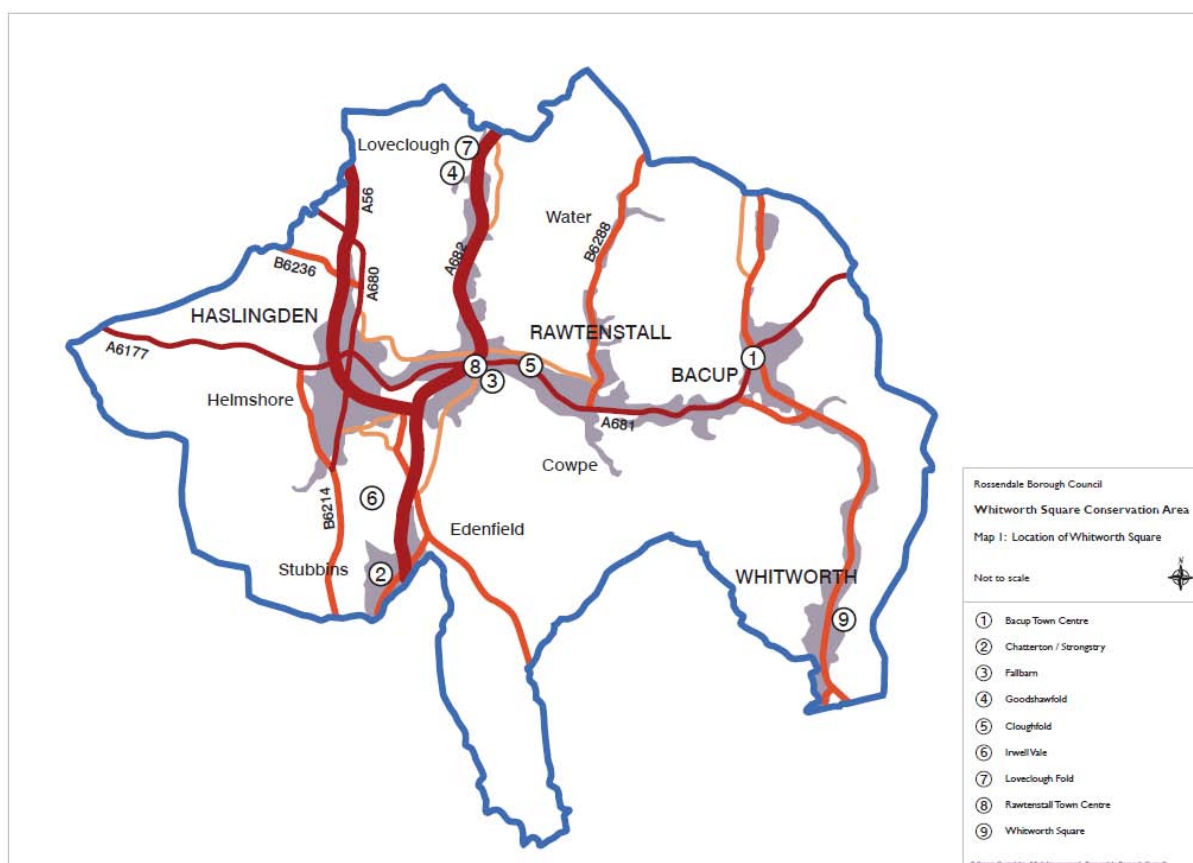 Loveclough
7
4
A56
Water
A682
B6288
B6236
A680
HASLINGDEN
RAWTENSTALL
A6177
1
8
5
3
BACUP
Helmshore
A681
Cowpe
6
B6214
Edenfield
Stubbins
2
WHITWORTH
9
Rossendale Borough Council
Whitworth Square Conservation Area
Map 1: Location of Whitworth Square
Not to scale
N
1 Bacup Town Centre
2 Chatterton / Strongstry
3 Fallbarn
4 Goodshawfold
5 Cloughfold
6 Irwell Vale
7 Loveclough Fold
8 Rawtenstall Town Centre
9 Whitworth Square